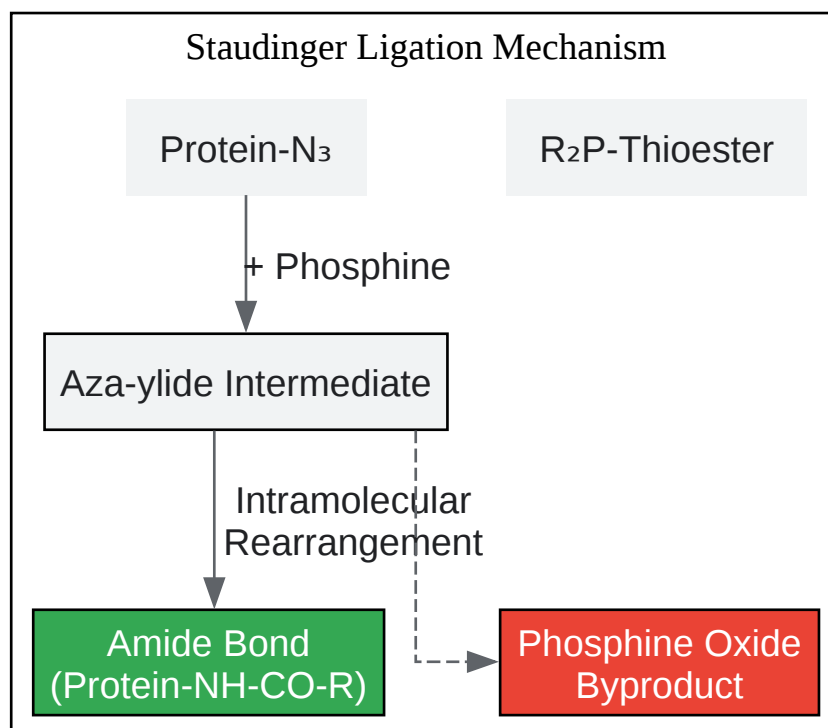 Staudinger Ligation Mechanism
Protein-N₃
R₂P-Thioester
+ Phosphine
Aza-ylide Intermediate
Intramolecular
Rearrangement
Amide Bond
(Protein-NH-CO-R)
Phosphine Oxide
Byproduct